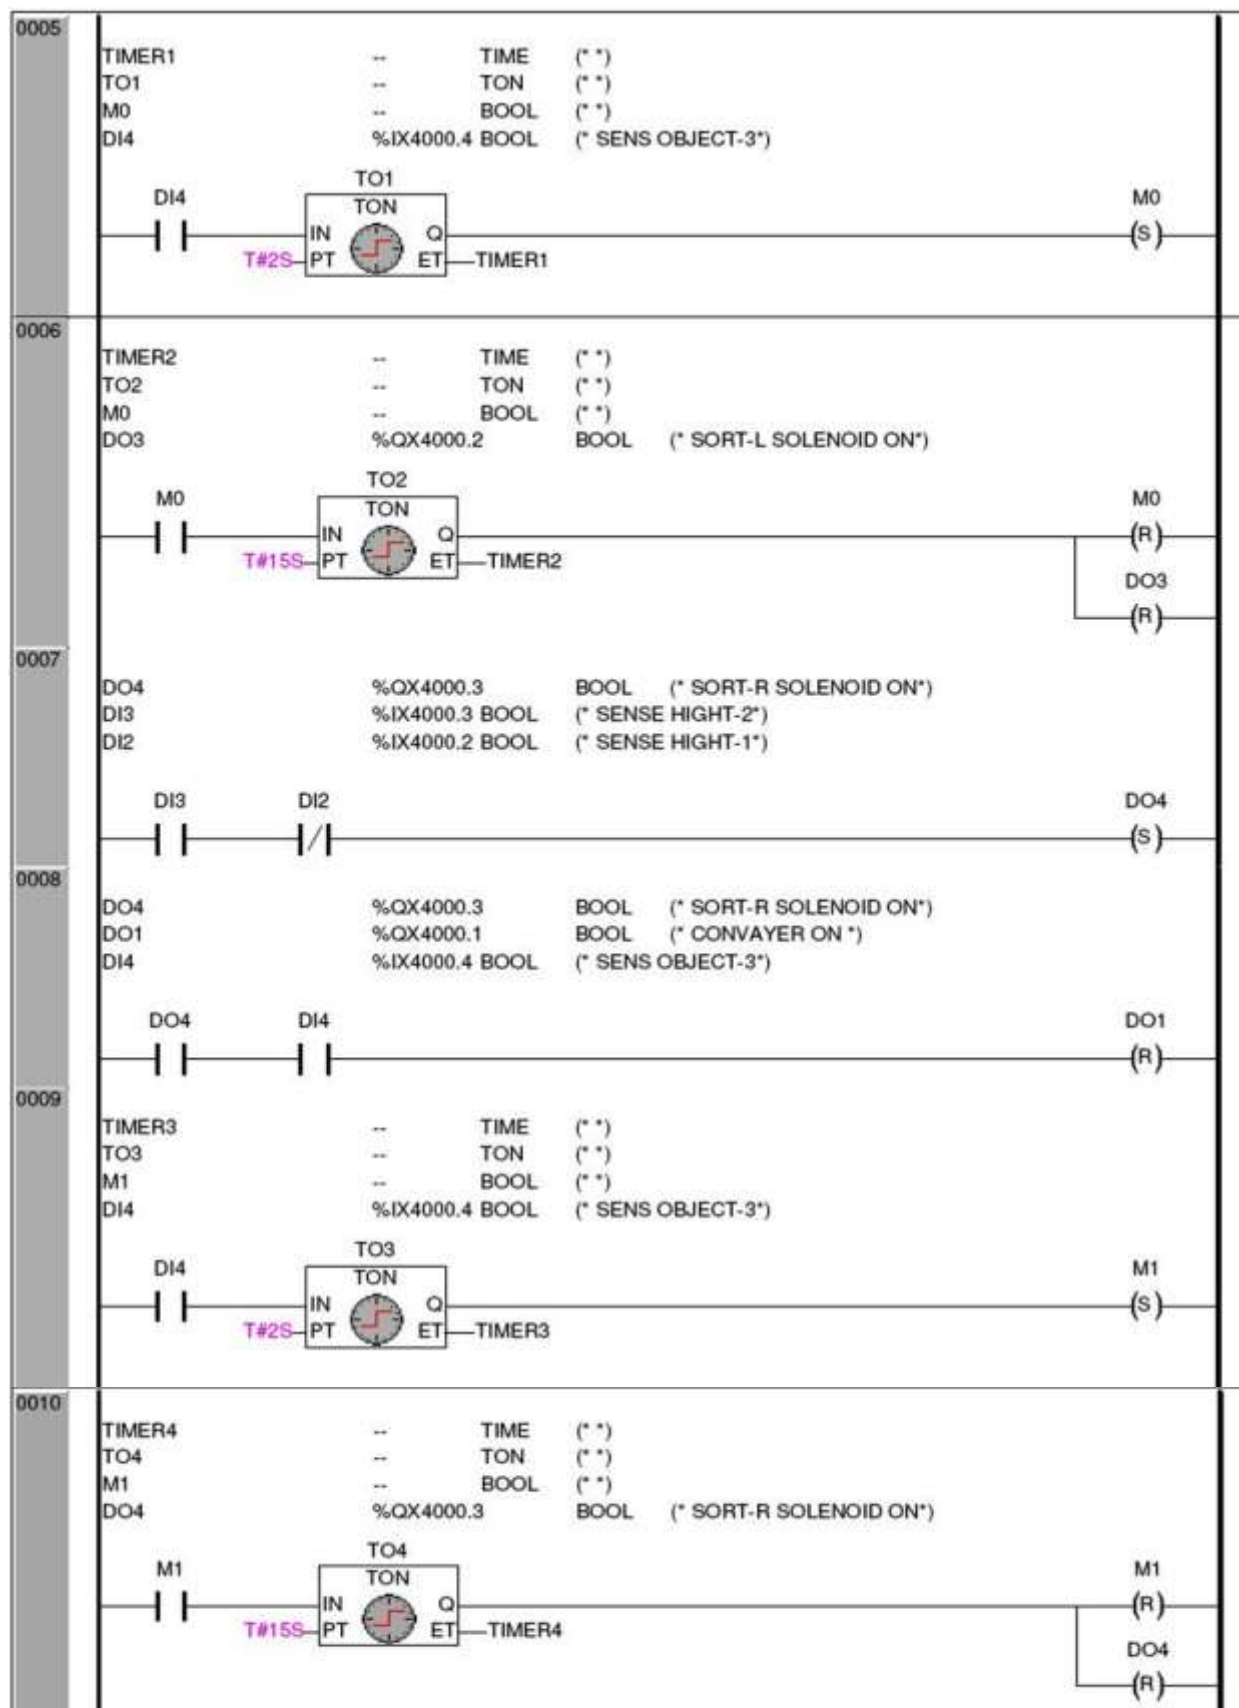 0005
TIMER1 -- TIME (* *)
TO1 -- TON (* *)
M0 -- BOOL (* *)
DI4 %IX4000.4 BOOL (* SENS OBJECT-3*)
TO1
DI4 TON M0
IN Q (S)
T#2S PT ET TIMER1
0006
TIMER2 -- TIME (* *)
TO2 -- TON (* *)
M0 -- BOOL (* *)
DO3 %QX4000.2 BOOL (* SORT-L SOLENOID ON*)
TO2
M0 TON M0
IN Q (R)
T#15S PT ET TIMER2
DO3
(R)
0007
DO4 %QX4000.3 BOOL (* SORT-R SOLENOID ON*)
DI3 %IX4000.3 BOOL (* SENSE HIGHT-2*)
DI2 %IX4000.2 BOOL (* SENSE HIGHT-1*)
DI3 DI2 DO4
(S)
0008
DO4 %QX4000.3 BOOL (* SORT-R SOLENOID ON*)
DO1 %QX4000.1 BOOL (* CONVAYER ON *)
DI4 %IX4000.4 BOOL (* SENS OBJECT-3*)
DO4 DI4 DO1
(R)
0009
TIMER3 -- TIME (* *)
TO3 -- TON (* *)
M1 -- BOOL (* *)
DI4 %IX4000.4 BOOL (* SENS OBJECT-3*)
TO3
DI4 TON M1
IN Q (S)
T#2S PT ET TIMER3
0010
TIMER4 -- TIME (* *)
TO4 -- TON (* *)
M1 -- BOOL (* *)
DO4 %QX4000.3 BOOL (* SORT-R SOLENOID ON*)
TO4
M1 TON M1
IN Q (R)
T#15S PT ET TIMER4
DO4
(R)